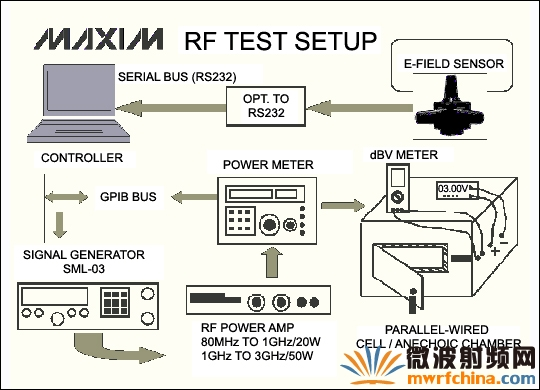 MAXIM RF TEST SETUP
SERIAL BUS (RS232)
E-FIELD SENSOR
OPT. TO
RS232
CONTROLLER
POWER METER
dBV METER
GPIB BUS
03.00V
SIGNAL GENERATOR
SML-03
+ −
RF POWER AMP
80MHz TO 1GHz/20W
1GHz TO 3GHz/50W
PARALLEL-WIRED
CELL / ANECHOIC CHAMBER
微波射频网
mwrfchina.com